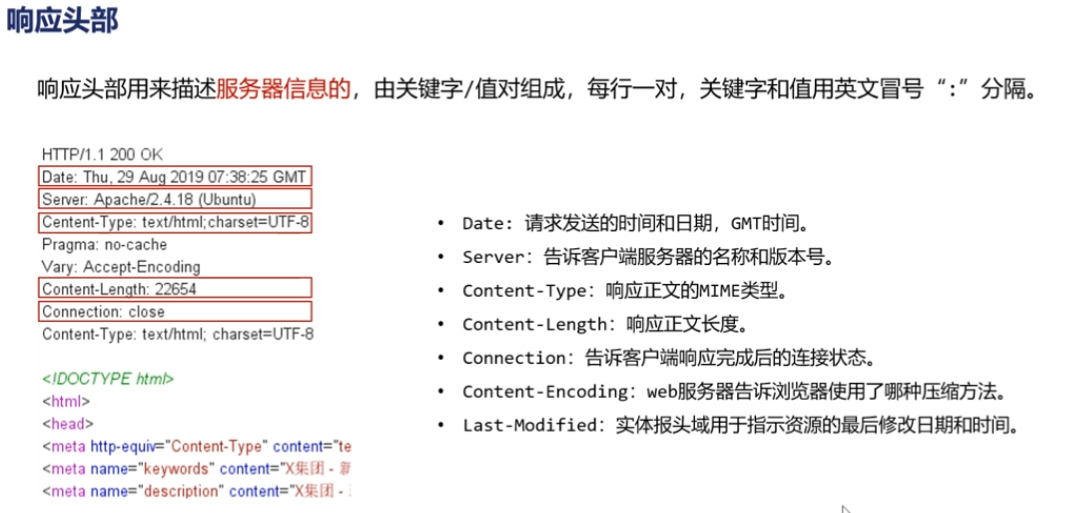 响应头部
响应头部用来描述服务器信息的，由关键字/值对组成，每行一对，关键字和值用英文冒号“:”分隔。
HTTP/1.1 200 OK
Date: Thu, 29 Aug 2019 07:38:25 GMT
Server: Apache/2.4.18 (Ubuntu)
Centent-Type: text/html;charset=UTF-8
Pragma: no-cache
Vary: Accept-Encoding
Content-Length: 22654
Connection: close
Content-Type: text/html; charset=UTF-8
<!DOCTYPE html>
<html>
<head>
<meta http-equiv="Content-Type" content="te
<meta name="keywords" content="X集团 - 新
<meta name="description" content="X集团 -
• Date: 请求发送的时间和日期，GMT时间。
• Server：告诉客户端服务器的名称和版本号。
• Content-Type：响应正文的MIME类型。
• Content-Length：响应正文长度。
• Connection：告诉客户端响应完成后的连接状态。
• Content-Encoding：web服务器告诉浏览器使用了哪种压缩方法。
• Last-Modified：实体报头域用于指示资源的最后修改日期和时间。